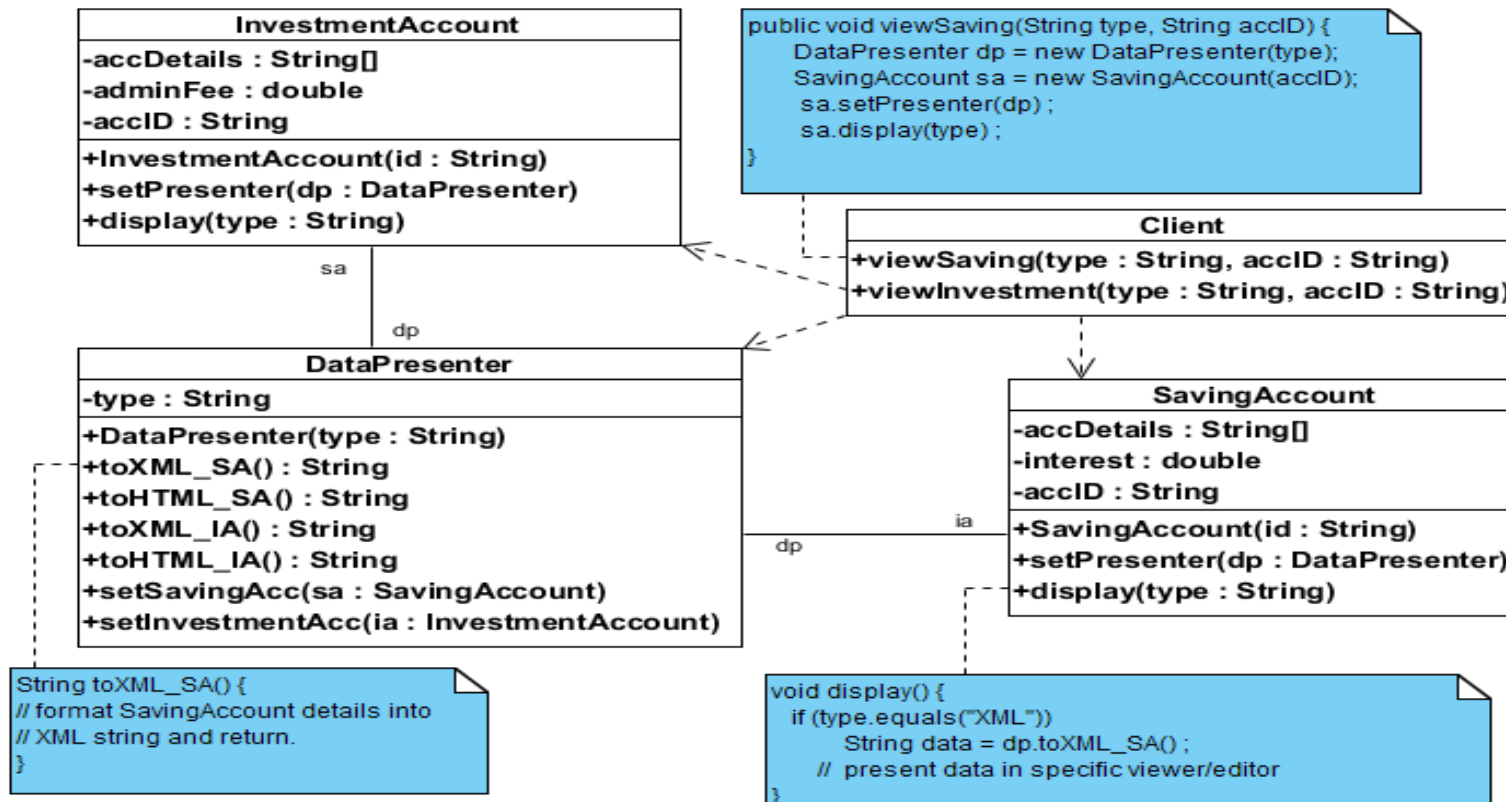 InvestmentAccount
-accDetails : String[]
-adminFee : double
-accID : String
+InvestmentAccount(id : String)
+setPresenter(dp : DataPresenter)
+display(type : String)
public void viewSaving(String type, String accID) {
DataPresenter dp = new DataPresenter(type);
SavingAccount sa = new SavingAccount(accID);
sa.setPresenter(dp) ;
sa.display(type) ;
}
Client
+viewSaving(type : String, accID : String)
+viewInvestment(type : String, accID : String)
sa
dp
DataPresenter
-type : String
+DataPresenter(type : String)
+toXML_SA() : String
+toHTML_SA() : String
+toXML_IA() : String
+toHTML_IA() : String
+setSavingAcc(sa : SavingAccount)
+setInvestmentAcc(ia : InvestmentAccount)
dp
ia
SavingAccount
-accDetails : String[]
-interest : double
-accID : String
+SavingAccount(id : String)
+setPresenter(dp : DataPresenter)
+display(type : String)
String toXML_SA() {
// format SavingAccount details into
// XML string and return.
}
void display() {
if (type.equals("XML"))
String data = dp.toXML_SA() ;
// present data in specific viewer/editor
}